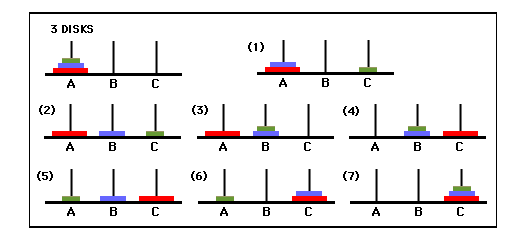 3 DISKS
A B C
(1)
A B C
(2)
A B C
(3)
A B C
(4)
A B C
(5)
A B C
(6)
A B C
(7)
A B C